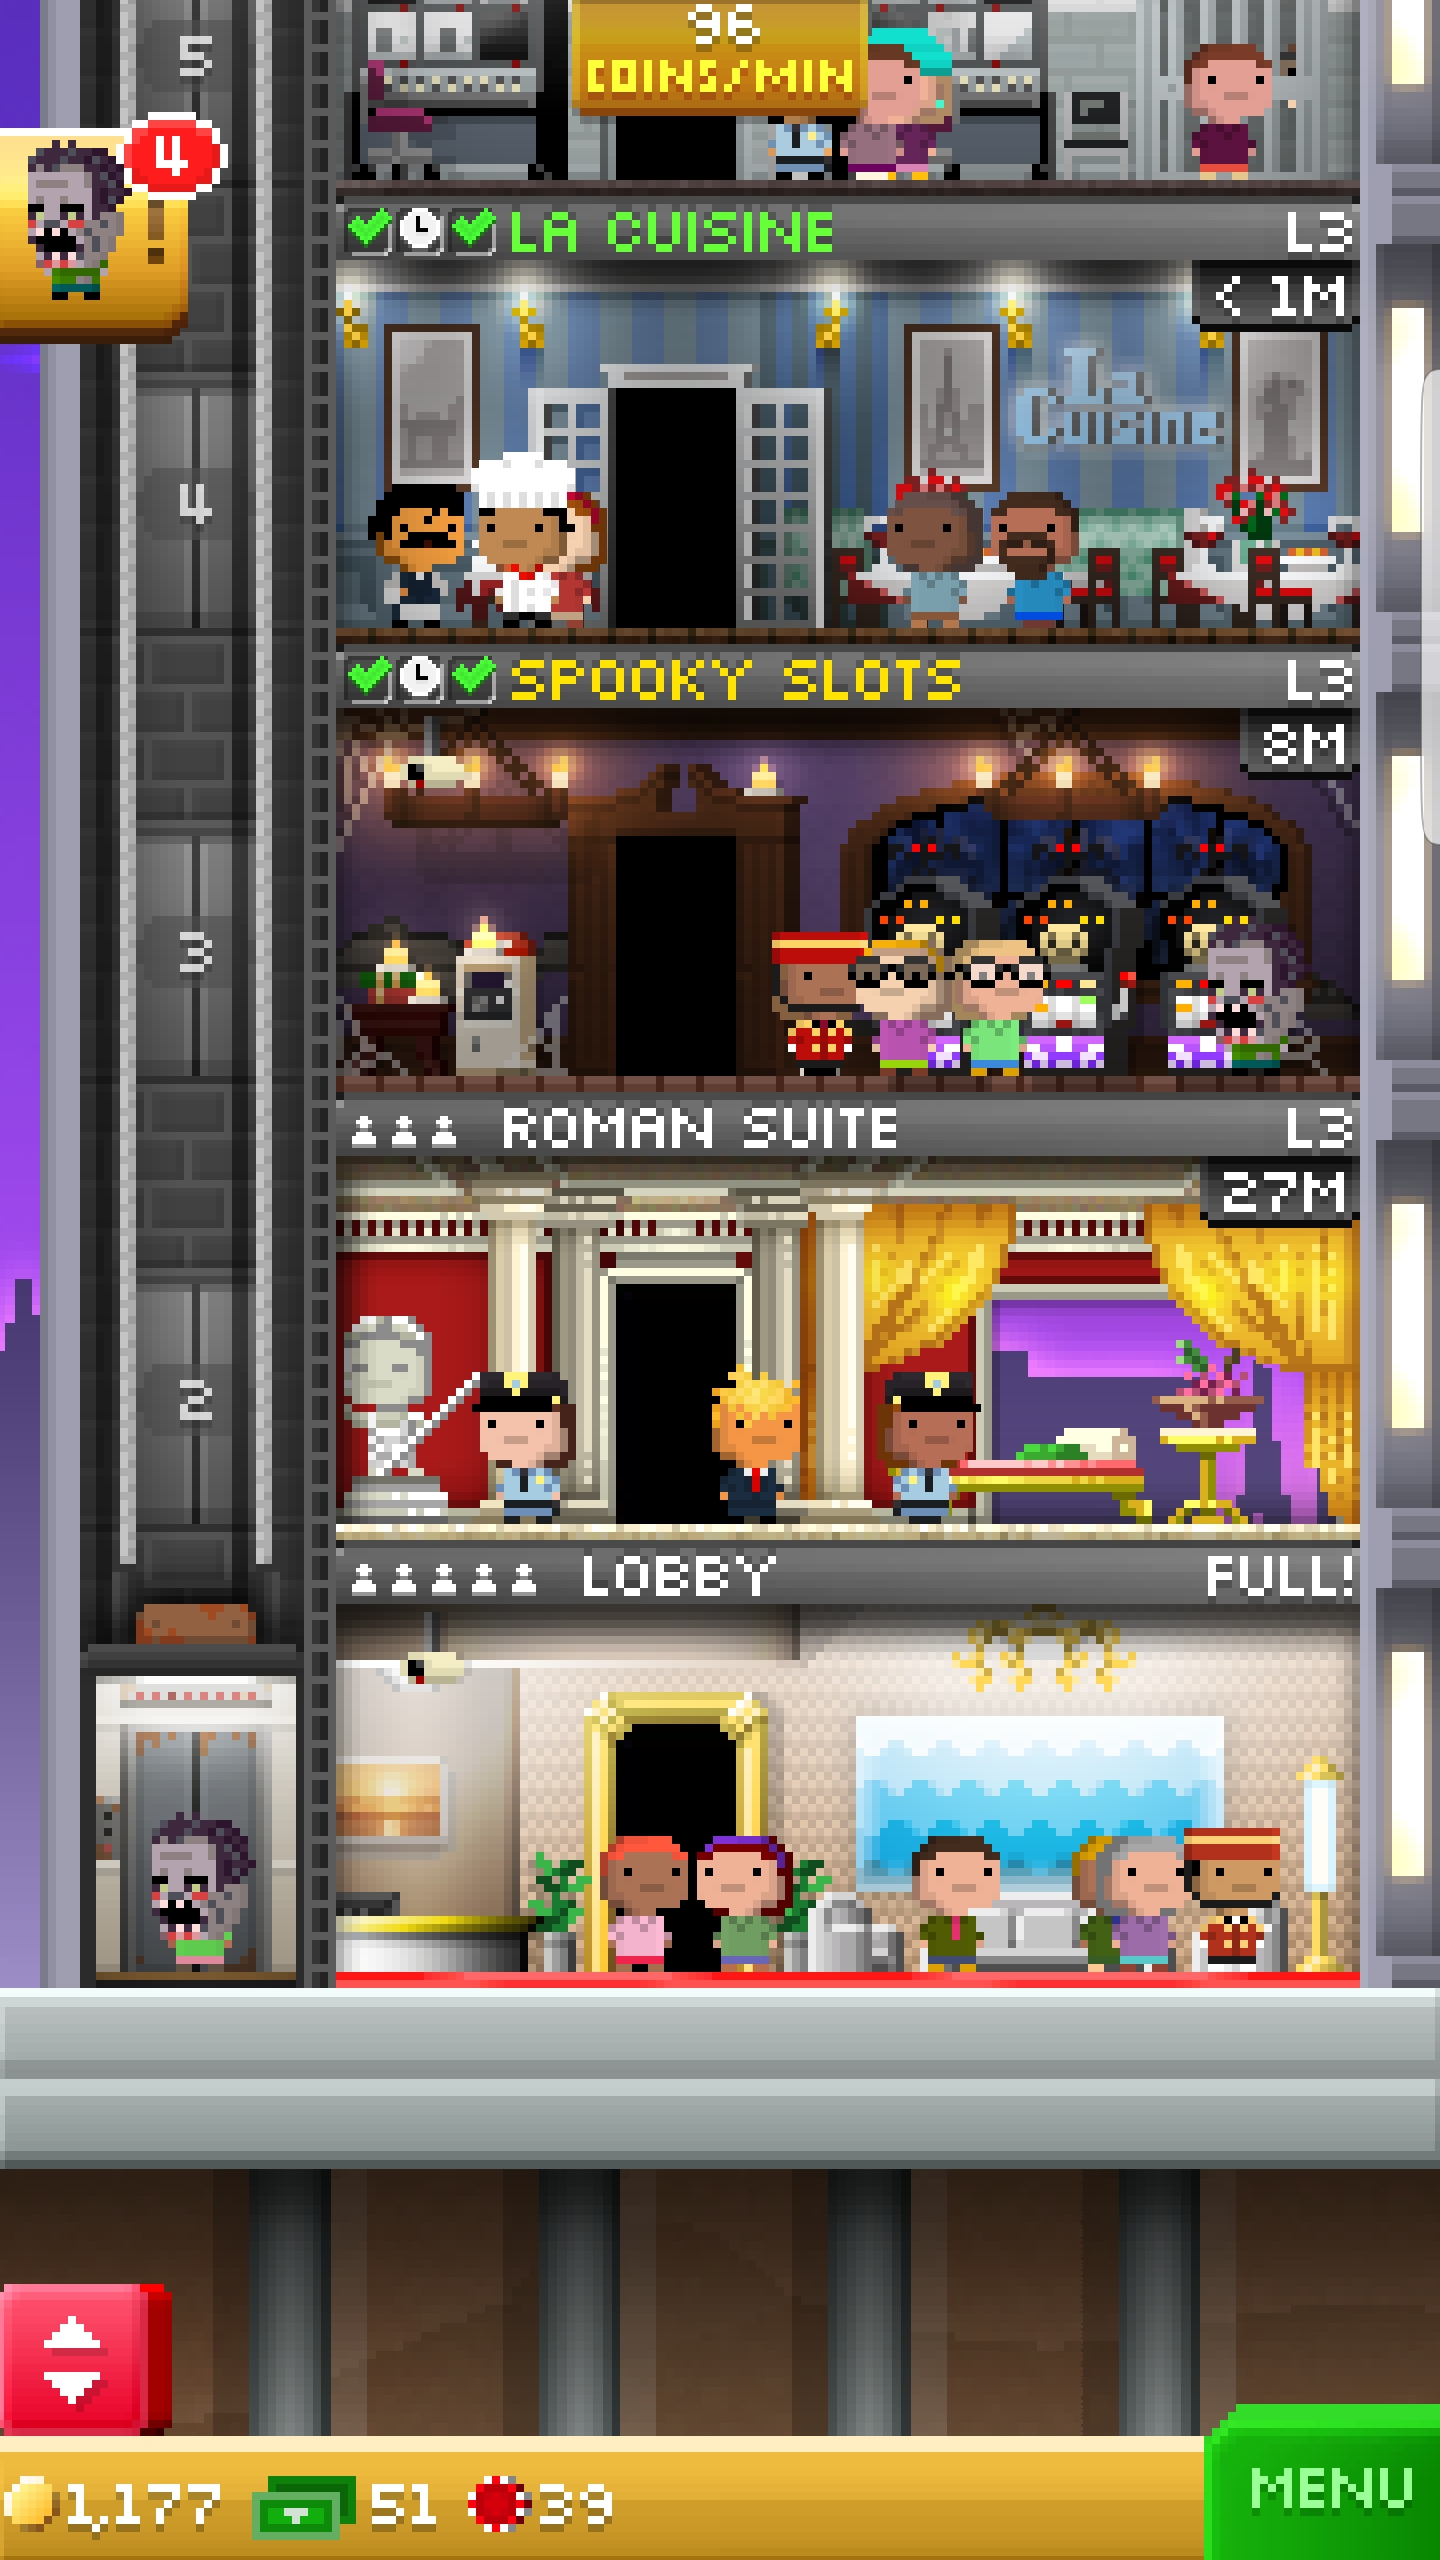 96
COINS/MIN
5
4
LA CUISINE L3
< 1M
La
Cuisine
4
SPOOKY SLOTS L3
8M
3
ROMAN SUITE L3
27M
2
LOBBY FULL!
MENU
1,177 51 39